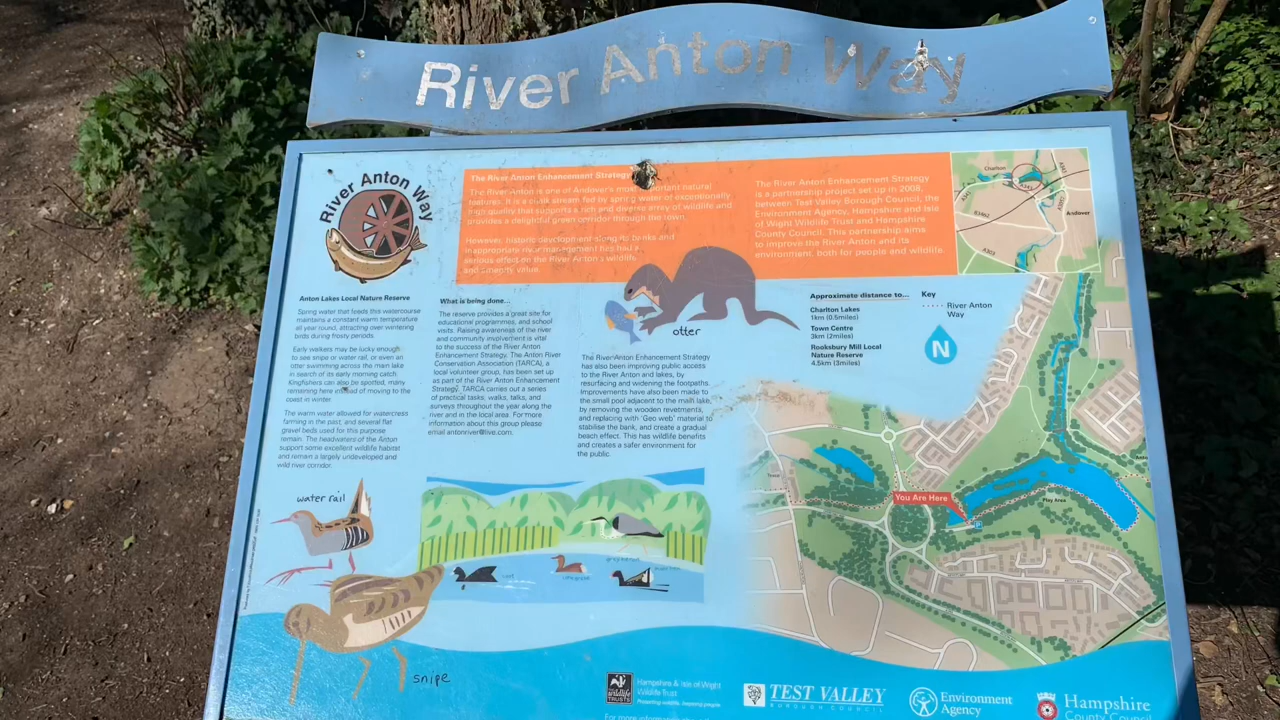 River Anton Way
River Anton Way
The River Anton Enhancement Strategy
The River Anton is one of Andover's most important natural
features. It is a chalk stream fed by spring water of exceptionally
high quality that supports a rich and diverse array of wildlife and
provides a delightful green corridor through the town.
However, historic development along its banks and
inappropriate river management has had a
serious effect on the River Anton's wildlife
and amenity value.
The River Anton Enhancement Strategy
is a partnership project set up in 2008,
between Test Valley Borough Council, the
Environment Agency, Hampshire and Isle
of Wight Wildlife Trust and Hampshire
County Council. This partnership aims
to improve the River Anton and its
environment, both for people and wildlife.
Charlton
Andover
A303
Anton Lakes Local Nature Reserve
Spring water that feeds this watercourse
maintains a constant warm temperature
all year round, attracting over wintering
birds during frosty periods.
Early walkers may be lucky enough
to see snipe or water rail, or even an
otter swimming across the main lake
in search of its early morning catch.
Kingfishers can also be spotted, many
remaining here instead of moving to the
coast in winter.
The warm water allowed for watercress
farming in the past, and several flat
gravel beds used for this purpose
remain. The headwaters of the Anton
support some excellent wildlife habitat
and remain a largely undeveloped and
wild river corridor.
What is being done...
The reserve provides a great site for
educational programmes, and school
visits. Raising awareness of the river
and community involvement is vital
to the success of the River Anton
Enhancement Strategy. The Anton River
Conservation Association (TARCA), a
local volunteer group, has been set up
as part of the River Anton Enhancement
Strategy. TARCA carries out a series
of practical tasks, walks, talks, and
surveys throughout the year along the
river and in the local area. For more
information about this group please
email antonriver@live.com.
otter
The River Anton Enhancement Strategy
has also been improving public access
to the River Anton and lakes, by
resurfacing and widening the footpaths.
Improvements have also been made to
the small pool adjacent to the main lake,
by removing the wooden revetments,
and replacing with 'Geo web' material to
stabilise the bank, and create a gradual
beach effect. This has wildlife benefits
and creates a safer environment for
the public.
Approximate distance to...
Charlton Lakes
1km (0.5miles)
Town Centre
3km (2miles)
Rooksbury Mill Local
Nature Reserve
4.5km (3miles)
Key
River Anton
Way
N
You Are Here
Play Area
water rail
snipe
Hampshire & Isle of Wight
Wildlife Trust
Protecting wildlife, inspiring people
TEST VALLEY
BOROUGH COUNCIL
Environment
Agency
Hampshire
County Council